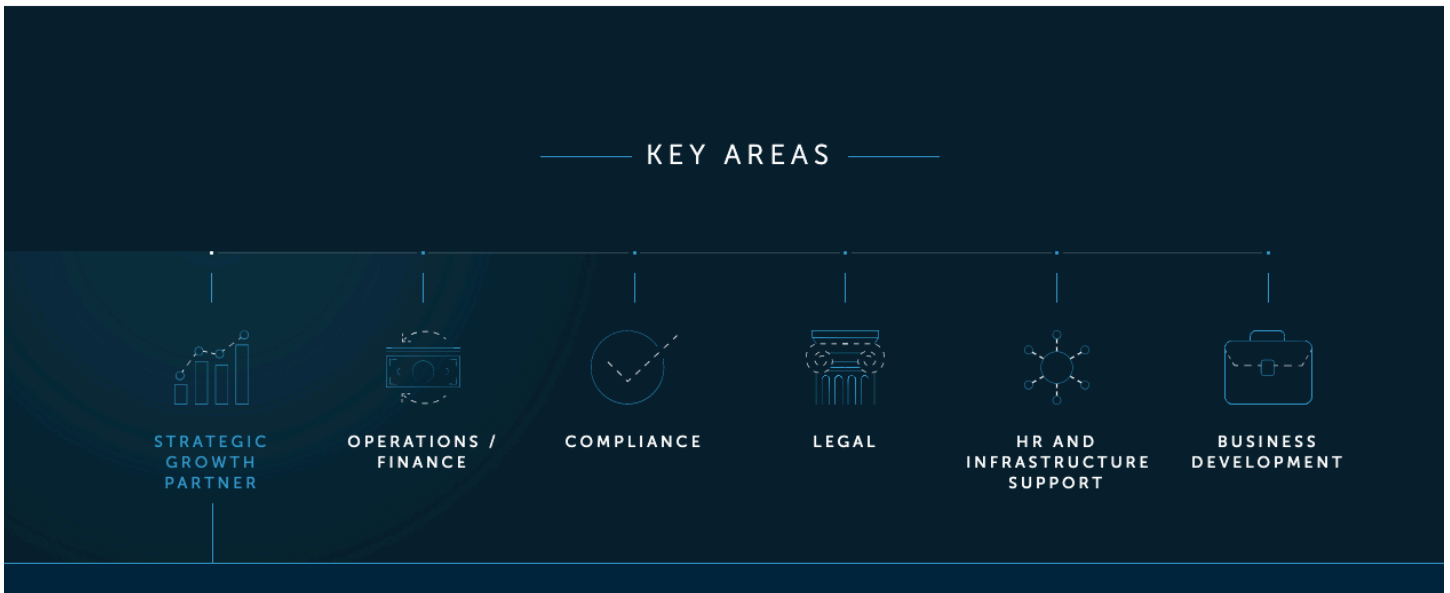 KEY AREAS
STRATEGIC
GROWTH
PARTNER
OPERATIONS /
FINANCE
COMPLIANCE
LEGAL
HR AND
INFRASTRUCTURE
SUPPORT
BUSINESS
DEVELOPMENT